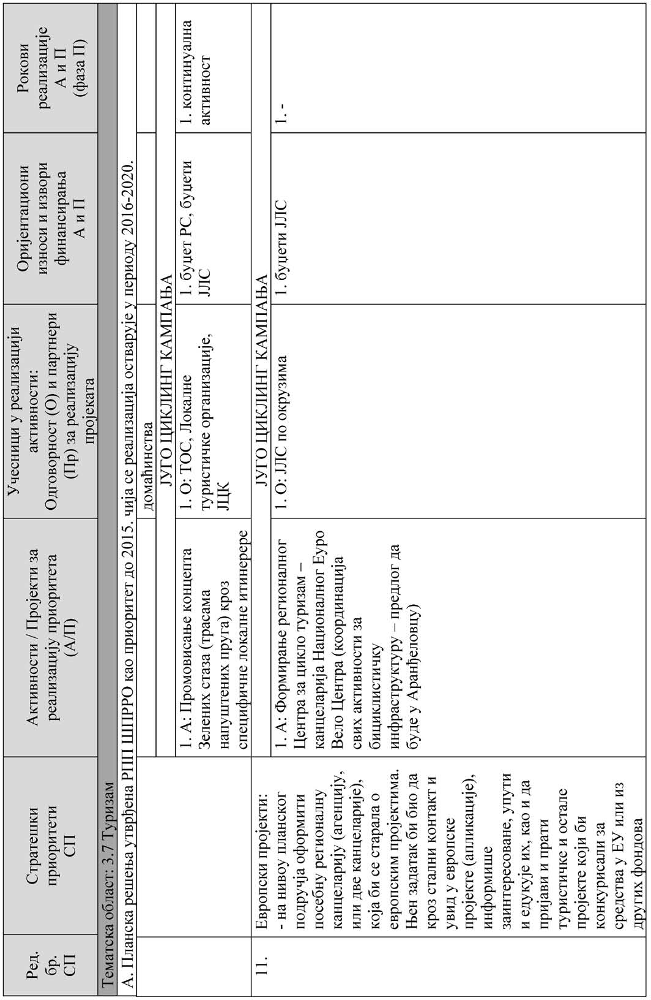 Ред.
бр.
СП
Стратешки
приоритети
СП
Активности / Пројекти за
реализацију приоритета
(А/П)
Учесници у реализацији
активности:
Одговорност (О) и партнери
(Пр) за реализацију
пројеката
Оријентациони
износи и извори
финансирања
А и П
Рокови
реализације
А и П
(фаза П)
Тематска област: 3.7 Туризам
А. Планска решења утврђена РПП ШПРРО као приоритет до 2015. чија се реализација остварује у периоду 2016-2020.
домаћинства
ЈУГО ЦИКЛИНГ КАМПАЊА
1. А: Промовисање концепта
Зелених стаза (трасама
напуштених пруга) кроз
специфичне локалне итинерере
1. О: ТОС, Локалне
туристичке организације,
ЈЦК
1. буџет РС, буџети
ЈЛС
1. континуална
активност
11.
Европски пројекти:
- на нивоу планског
подручја оформити
посебну регионалну
канцеларију (агенцију,
или две канцеларије),
која би се старала о
европским пројектима.
Њен задатак би био да
кроз стални контакт и
увид у европске
пројекте (апликације),
информише
заинтересоване, упути
и едукује их, као и да
пријави и прати
туристичке и остале
пројекте који би
конкурисали за
средства у ЕУ или из
других фондова
ЈУГО ЦИКЛИНГ КАМПАЊА
1. А: Формирање регионалног
Центра за цикло туризам –
канцеларија Националног Еуро
Вело Центра (координација
свих активности за
бициклистичку
инфраструктуру – предлог да
буде у Аранђеловцу)
1. О: ЈЛС по окрузима
1. буџети ЈЛС
1. -